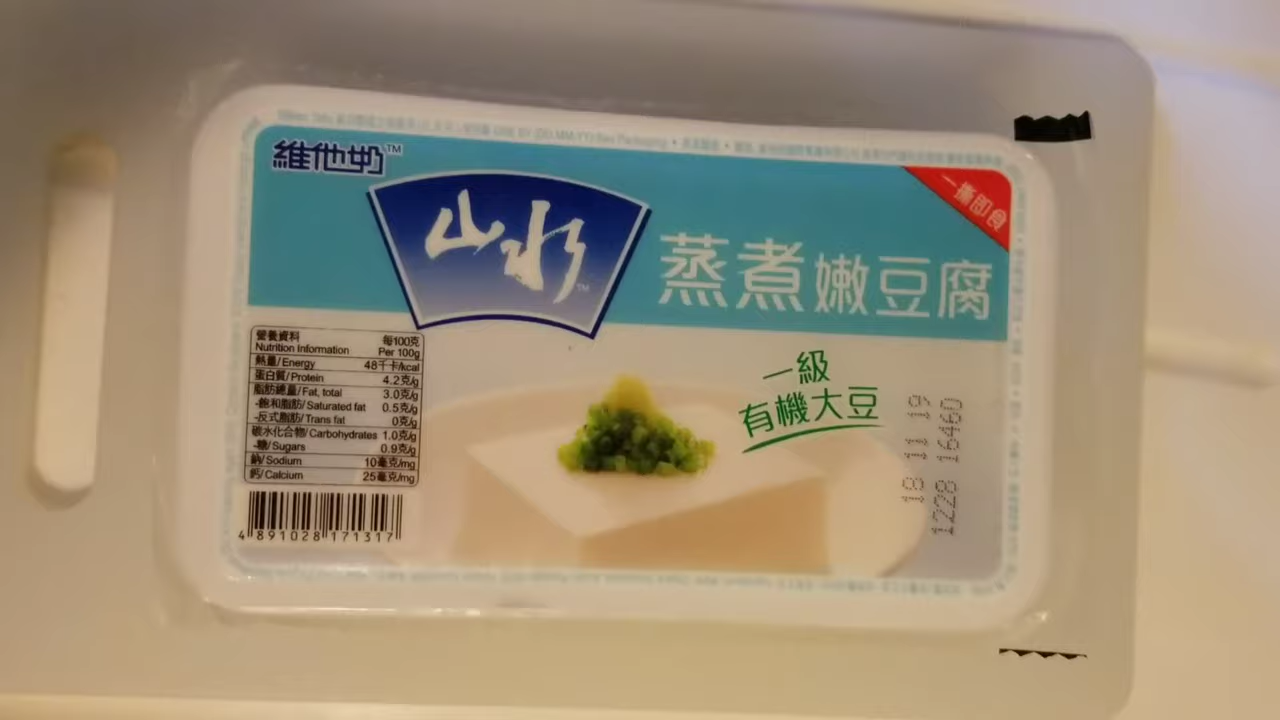 維他奶™
山水™
一撕即食
蒸煮嫩豆腐
營養資料 每100克
Nutrition Information Per 100g
熱量/Energy 48千卡/kcal
蛋白質/Protein 4.2克/g
脂肪總量/Fat, total 3.0克/g
-飽和脂肪/Saturated fat 0.5克/g
-反式脂肪/Trans fat 0克/g
碳水化合物/Carbohydrates 1.0克/g
-糖/Sugars 0.9克/g
鈉/Sodium 10毫克/mg
鈣/Calcium 25毫克/mg
4 891028 171317
一級
有機大豆
18 11 19
1228 16460